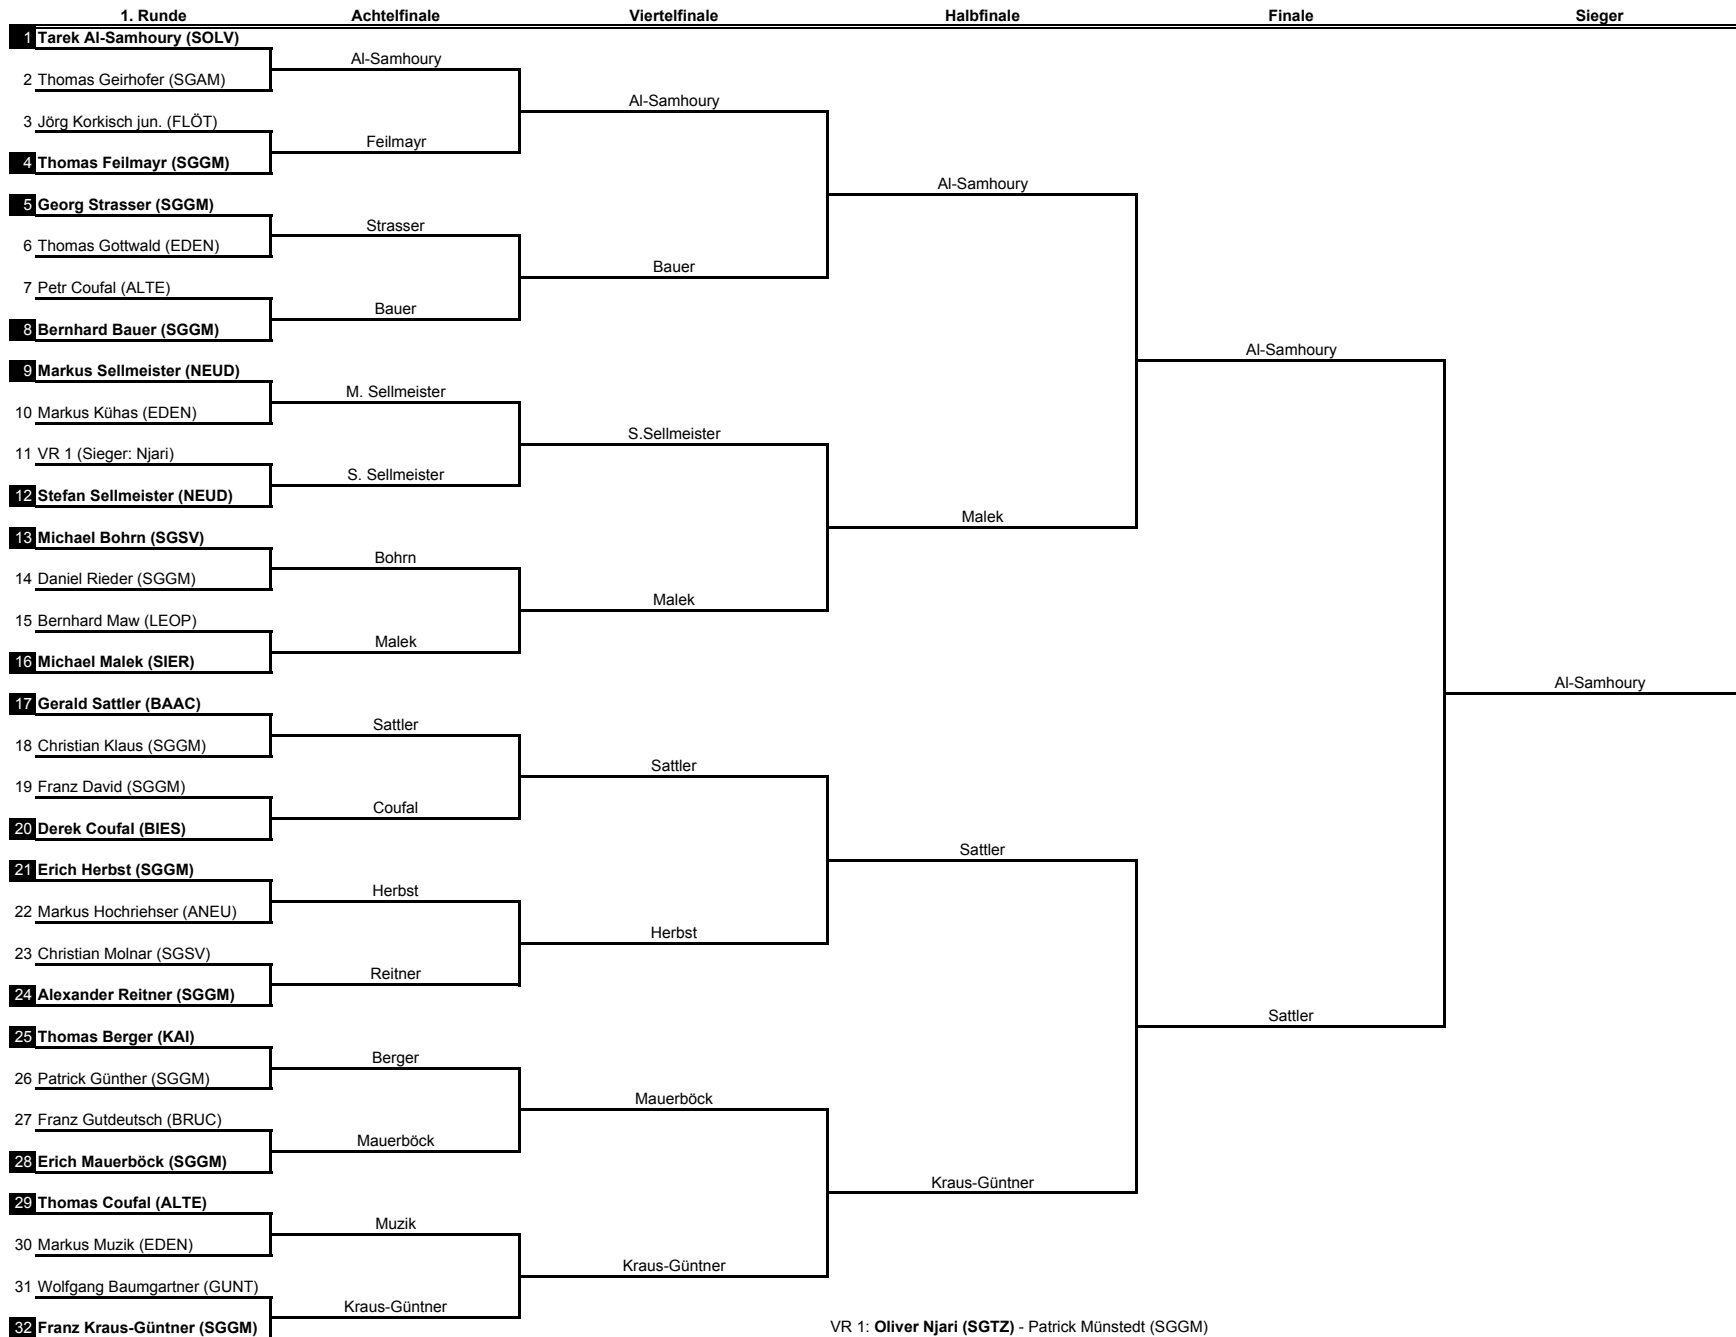 1. Runde Achtelfinale Viertelfinale Halbfinale Finale Sieger
1 Tarek Al-Samhoury (SOLV)
Al-Samhoury
2 Thomas Geirhofer (SGAM)
Al-Samhoury
3 Jörg Korkisch jun. (FLÖT)
Feilmayr
4 Thomas Feilmayr (SGGM)
Al-Samhoury
5 Georg Strasser (SGGM)
Strasser
6 Thomas Gottwald (EDEN)
Bauer
7 Petr Coufal (ALTE)
Bauer
8 Bernhard Bauer (SGGM)
Al-Samhoury
9 Markus Sellmeister (NEUD)
M. Sellmeister
10 Markus Kühas (EDEN)
S.Sellmeister
11 VR 1 (Sieger: Njari)
S. Sellmeister
12 Stefan Sellmeister (NEUD)
Malek
13 Michael Bohrn (SGSV)
Bohrn
14 Daniel Rieder (SGGM)
Malek
15 Bernhard Maw (LEOP)
Malek
16 Michael Malek (SIER)
Al-Samhoury
17 Gerald Sattler (BAAC)
Sattler
18 Christian Klaus (SGGM)
Sattler
19 Franz David (SGGM)
Coufal
20 Derek Coufal (BIES)
Sattler
21 Erich Herbst (SGGM)
Herbst
22 Markus Hochriehser (ANEU)
Herbst
23 Christian Molnar (SGSV)
Reitner
24 Alexander Reitner (SGGM)
Sattler
25 Thomas Berger (KAI)
Berger
26 Patrick Günther (SGGM)
Mauerböck
27 Franz Gutdeutsch (BRUC)
Mauerböck
28 Erich Mauerböck (SGGM)
Kraus-Güntner
29 Thomas Coufal (ALTE)
Muzik
30 Markus Muzik (EDEN)
Kraus-Güntner
31 Wolfgang Baumgartner (GUNT)
Kraus-Güntner
32 Franz Kraus-Güntner (SGGM)
VR 1: Oliver Njari (SGTZ) - Patrick Münstedt (SGGM)